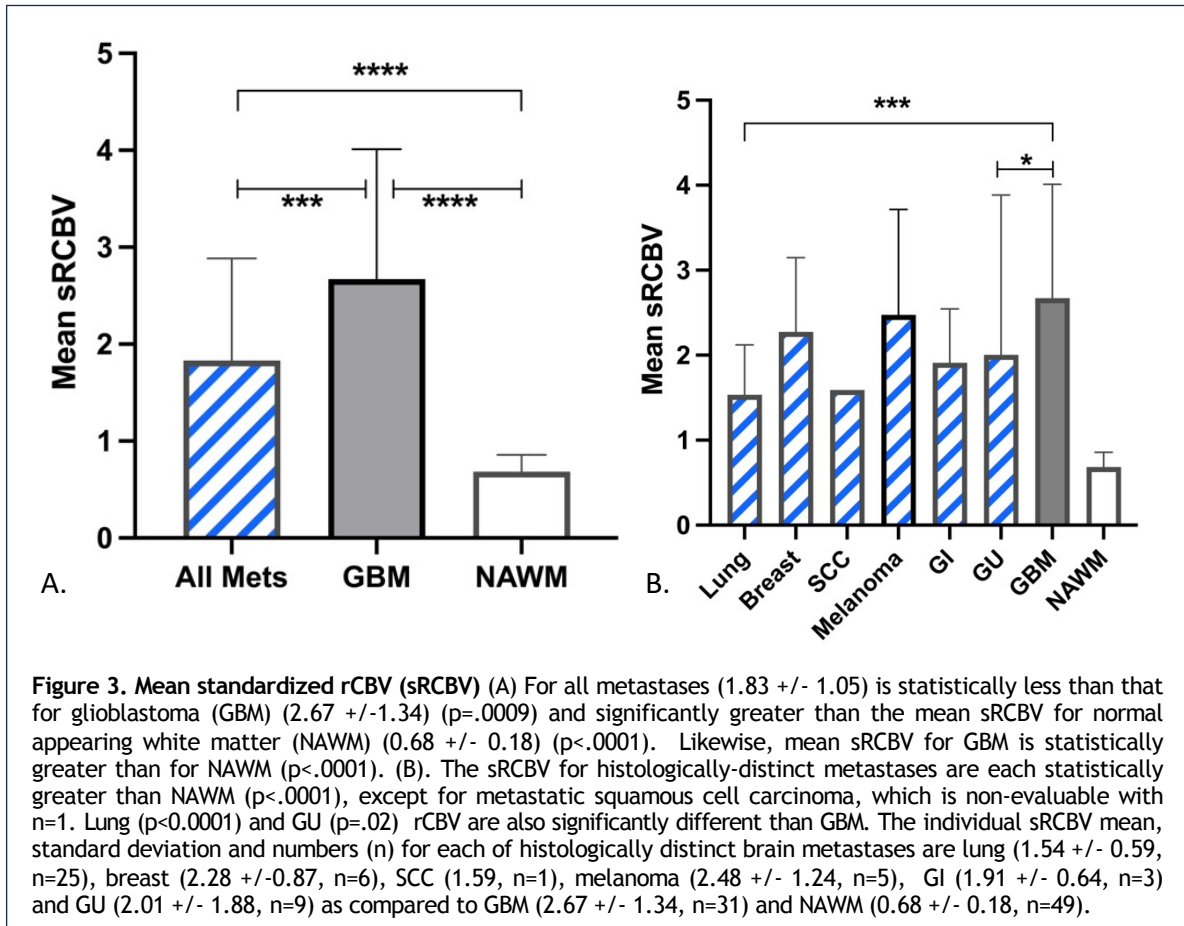 5
4
3
2
1
0
Mean sRCBV
****
***
****
All Mets
GBM
NAWM
A.
5
4
3
2
1
0
Mean sRCBV
***
*
Lung
Breast
SCC
Melanoma
GI
GU
GBM
NAWM
B.
Figure 3. Mean standardized rCBV (sRCBV) (A) For all metastases (1.83 +/- 1.05) is statistically less than that
for glioblastoma (GBM) (2.67 +/-1.34) (p=.0009) and significantly greater than the mean sRCBV for normal
appearing white matter (NAWM) (0.68 +/- 0.18) (p<.0001). Likewise, mean sRCBV for GBM is statistically
greater than for NAWM (p<.0001). (B). The sRCBV for histologically-distinct metastases are each statistically
greater than NAWM (p<.0001), except for metastatic squamous cell carcinoma, which is non-evaluable with
n=1. Lung (p<0.0001) and GU (p=.02) rCBV are also significantly different than GBM. The individual sRCBV mean,
standard deviation and numbers (n) for each of histologically distinct brain metastases are lung (1.54 +/- 0.59,
n=25), breast (2.28 +/-0.87, n=6), SCC (1.59, n=1), melanoma (2.48 +/- 1.24, n=5), GI (1.91 +/- 0.64, n=3)
and GU (2.01 +/- 1.88, n=9) as compared to GBM (2.67 +/- 1.34, n=31) and NAWM (0.68 +/- 0.18, n=49).